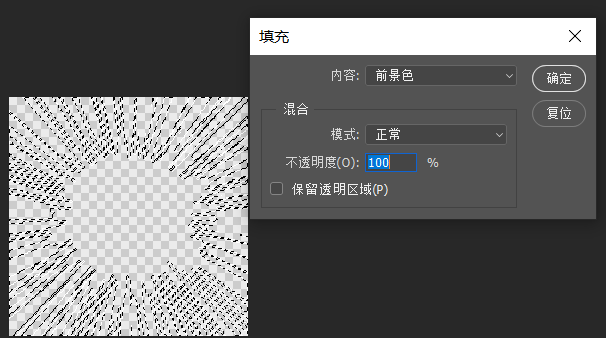 填充
内容: 前景色
确定
混合
复位
模式: 正常
不透明度(O): 100 %
保留透明区域(P)